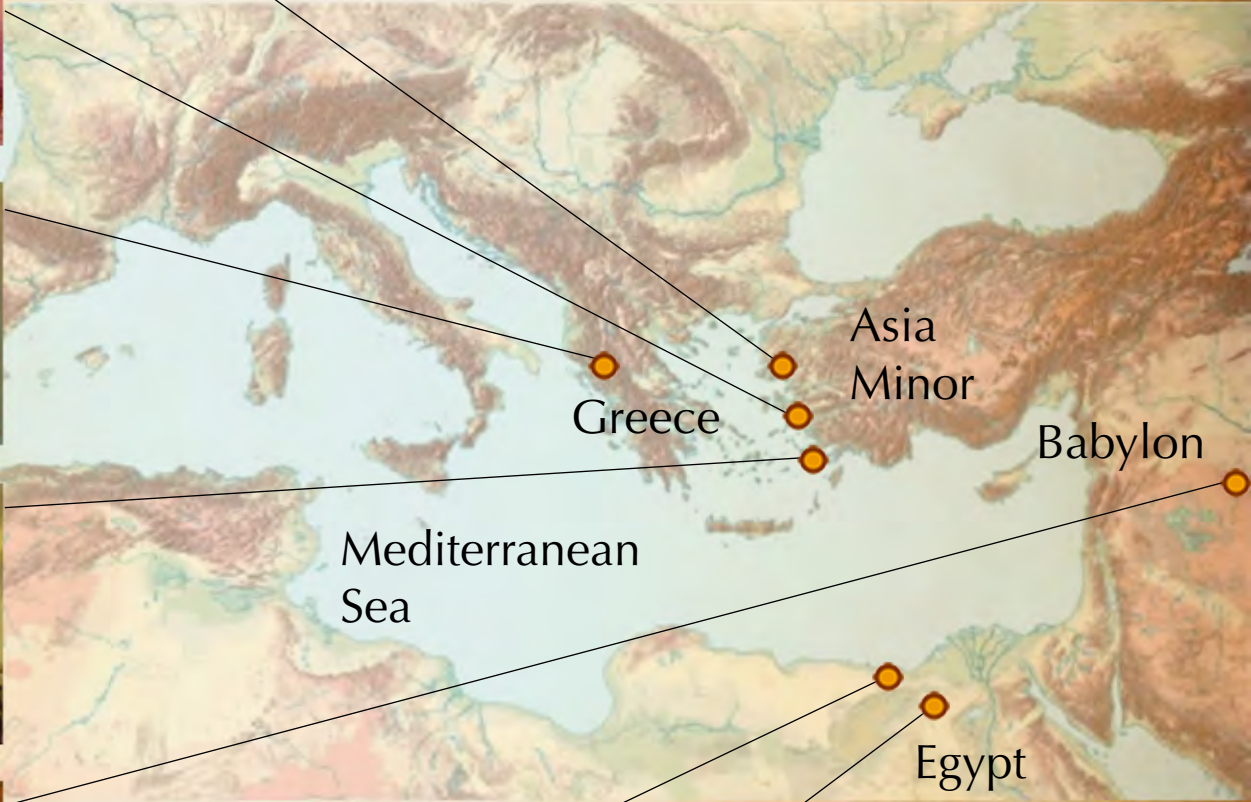 Asia
Minor
Greece
Babylon
Mediterranean
Sea
Egypt